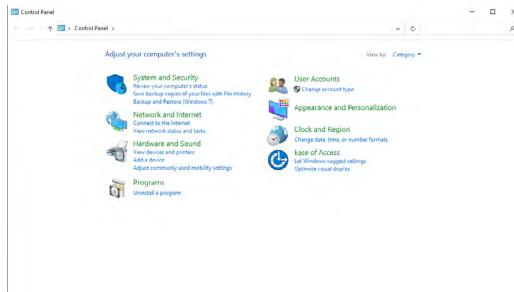 Control Panel
Control Panel
Adjust your computer's settings
View by: Category
System and Security
Review your computer's status
Save backup copies of your files with File History
Backup and Restore (Windows 7)
Network and Internet
Connect to the Internet
View network status and tasks
Hardware and Sound
View devices and printers
Add a device
Adjust commonly used mobility settings
Programs
Uninstall a program
User Accounts
Change account type
Appearance and Personalization
Clock and Region
Change date, time, or number formats
Ease of Access
Let Windows suggest settings
Optimize visual display